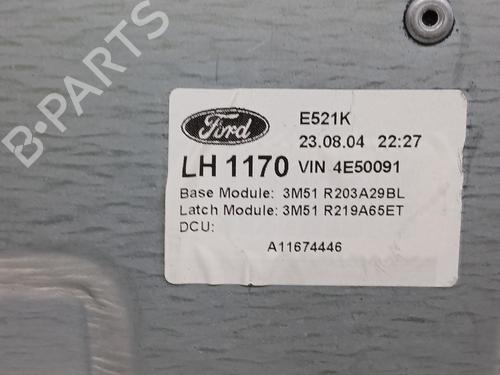 B-PARTS
Ford
E521K
23.08.04 22:27
LH 1170 VIN 4E50091
Base Module: 3M51 R203A29BL
Latch Module: 3M51 R219A65ET
DCU:
A11674446